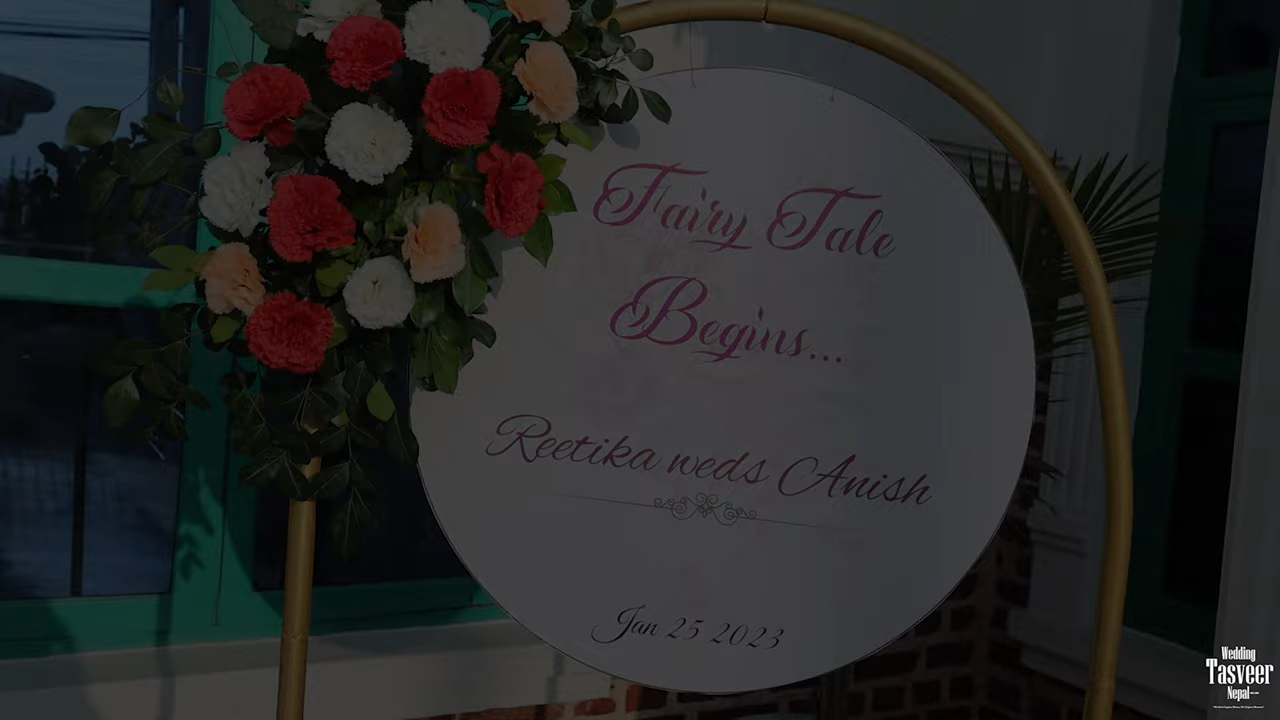 Fairy Tale
Begins...
Reetika weds Anish
Jan 25 2023
Wedding
Tasveer
Nepal